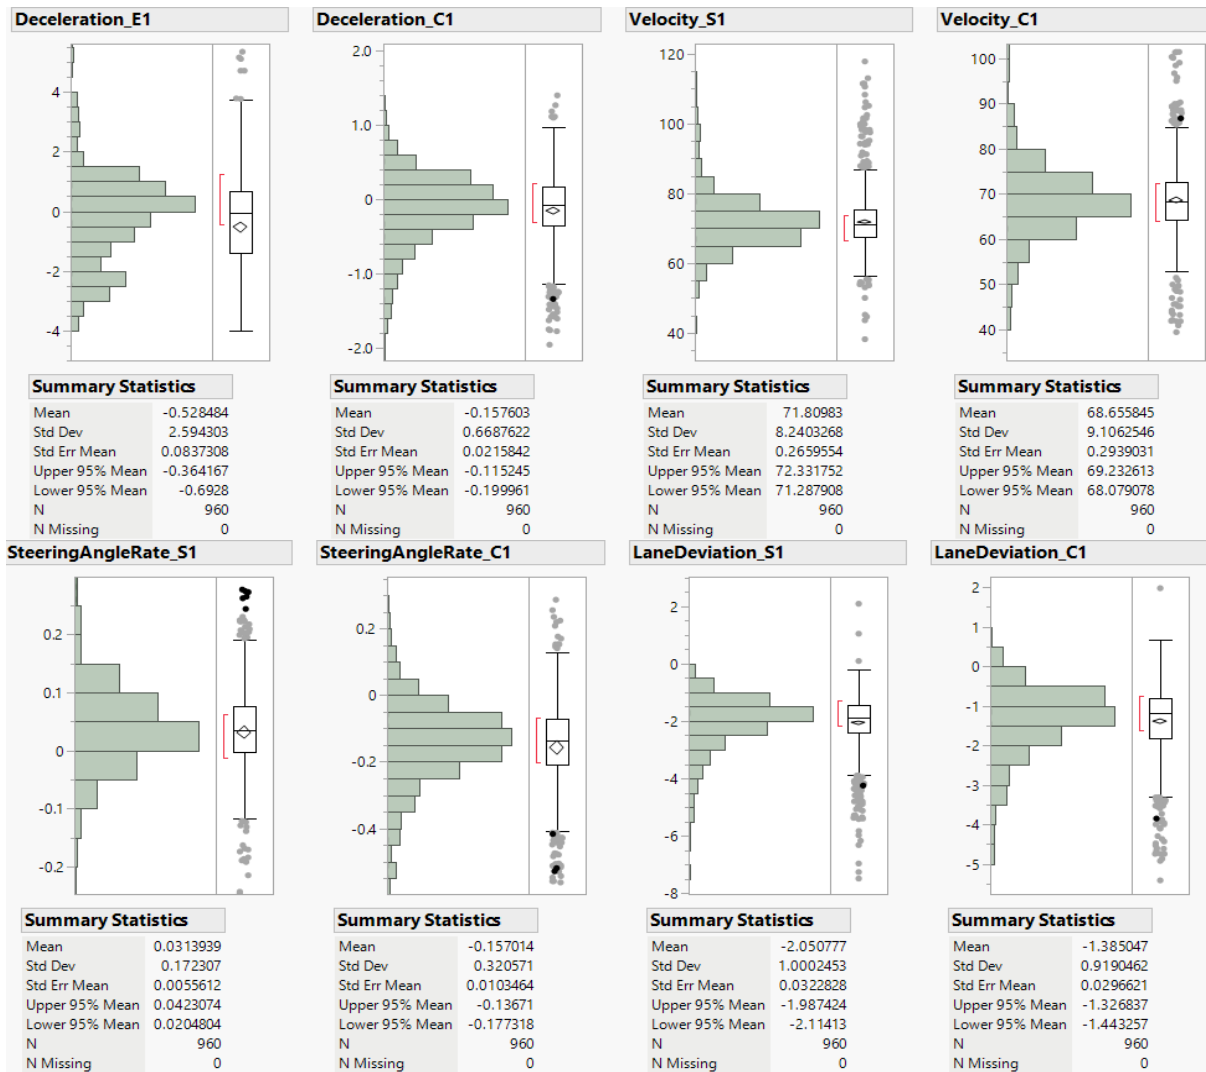 Deceleration_E1
4
2
0
-2
-4
Summary Statistics
Mean -0.528484
Std Dev 2.594303
Std Err Mean 0.0837308
Upper 95% Mean -0.364167
Lower 95% Mean -0.6928
N 960
N Missing 0
Deceleration_C1
2.0
1.0
0
-1.0
-2.0
Summary Statistics
Mean -0.157603
Std Dev 0.6687622
Std Err Mean 0.0215842
Upper 95% Mean -0.115245
Lower 95% Mean -0.199961
N 960
N Missing 0
Velocity_S1
120
100
80
60
40
Summary Statistics
Mean 71.80983
Std Dev 8.2403268
Std Err Mean 0.2659554
Upper 95% Mean 72.331752
Lower 95% Mean 71.287908
N 960
N Missing 0
Velocity_C1
100
90
80
70
60
50
40
Summary Statistics
Mean 68.655845
Std Dev 9.1062546
Std Err Mean 0.2939031
Upper 95% Mean 69.232613
Lower 95% Mean 68.079078
N 960
N Missing 0
SteeringAngleRate_S1
0.2
0.1
0
-0.1
-0.2
Summary Statistics
Mean 0.0313939
Std Dev 0.172307
Std Err Mean 0.0055612
Upper 95% Mean 0.0423074
Lower 95% Mean 0.0204804
N 960
N Missing 0
SteeringAngleRate_C1
0.2
0
-0.2
-0.4
Summary Statistics
Mean -0.157014
Std Dev 0.320571
Std Err Mean 0.0103464
Upper 95% Mean -0.13671
Lower 95% Mean -0.177318
N 960
N Missing 0
LaneDeviation_S1
2
0
-2
-4
-6
-8
Summary Statistics
Mean -2.050777
Std Dev 1.0002453
Std Err Mean 0.0322828
Upper 95% Mean -1.987424
Lower 95% Mean -2.11413
N 960
N Missing 0
LaneDeviation_C1
2
1
0
-1
-2
-3
-4
-5
Summary Statistics
Mean -1.385047
Std Dev 0.9190462
Std Err Mean 0.0296621
Upper 95% Mean -1.326837
Lower 95% Mean -1.443257
N 960
N Missing 0